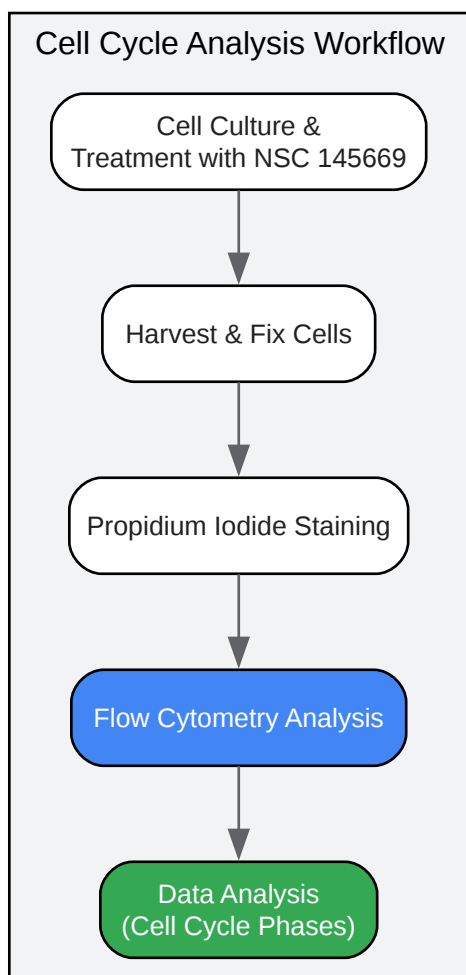 Cell Cycle Analysis Workflow
Cell Culture &
Treatment with NSC 145669
Harvest & Fix Cells
Propidium Iodide Staining
Flow Cytometry Analysis
Data Analysis
(Cell Cycle Phases)